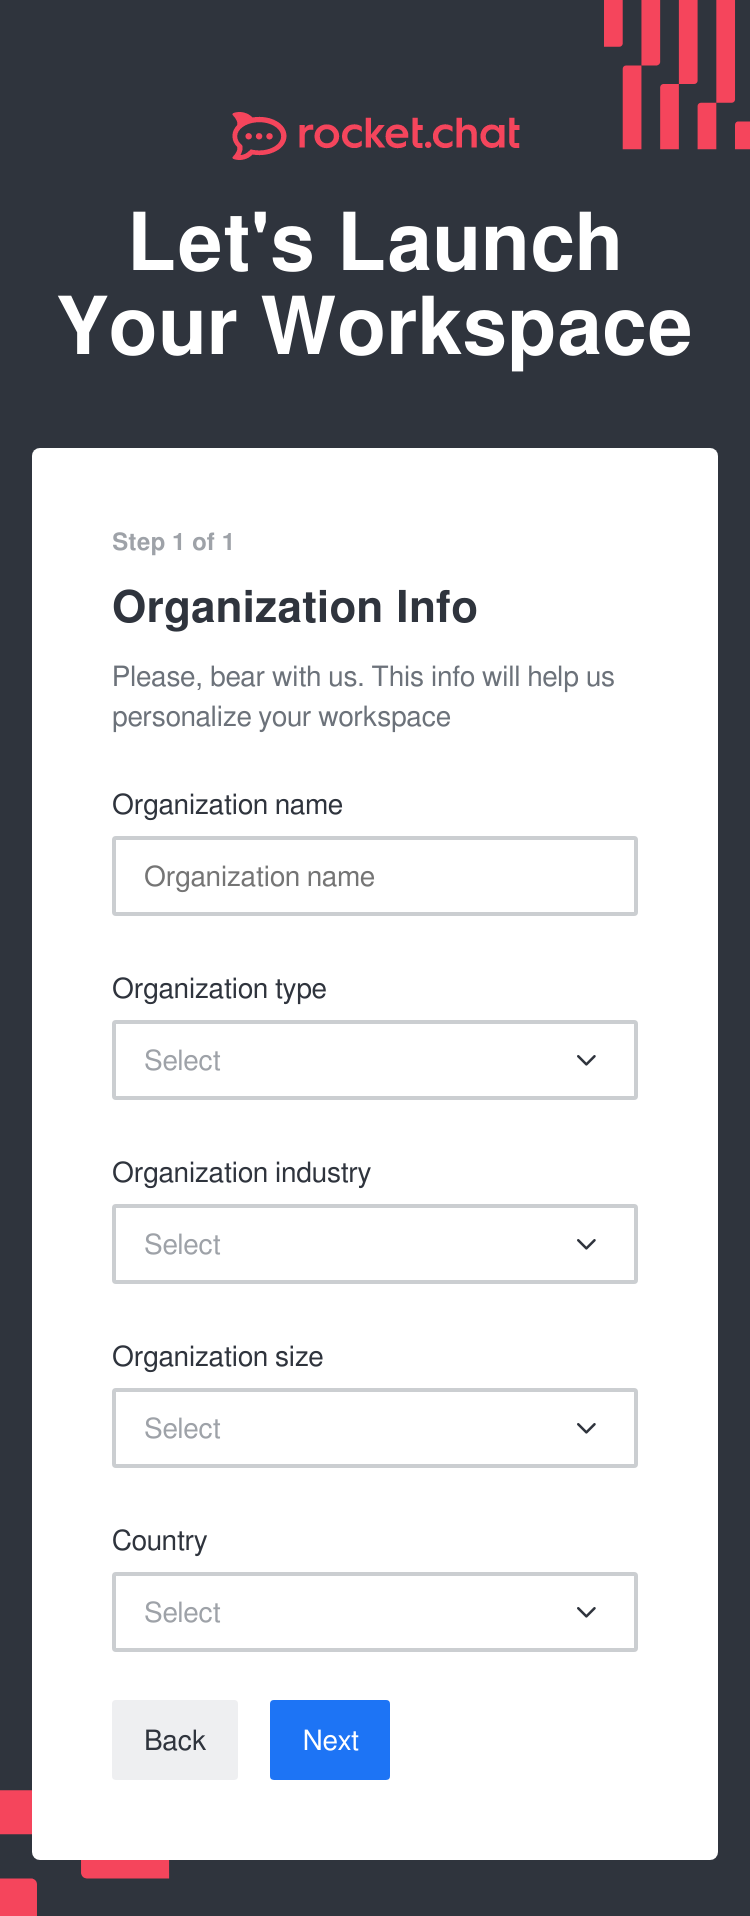 rocket.chat
Let's Launch
Your Workspace
Step 1 of 1
Organization Info
Please, bear with us. This info will help us
personalize your workspace
Organization name
Organization name
Organization type
Select
Organization industry
Select
Organization size
Select
Country
Select
Back Next